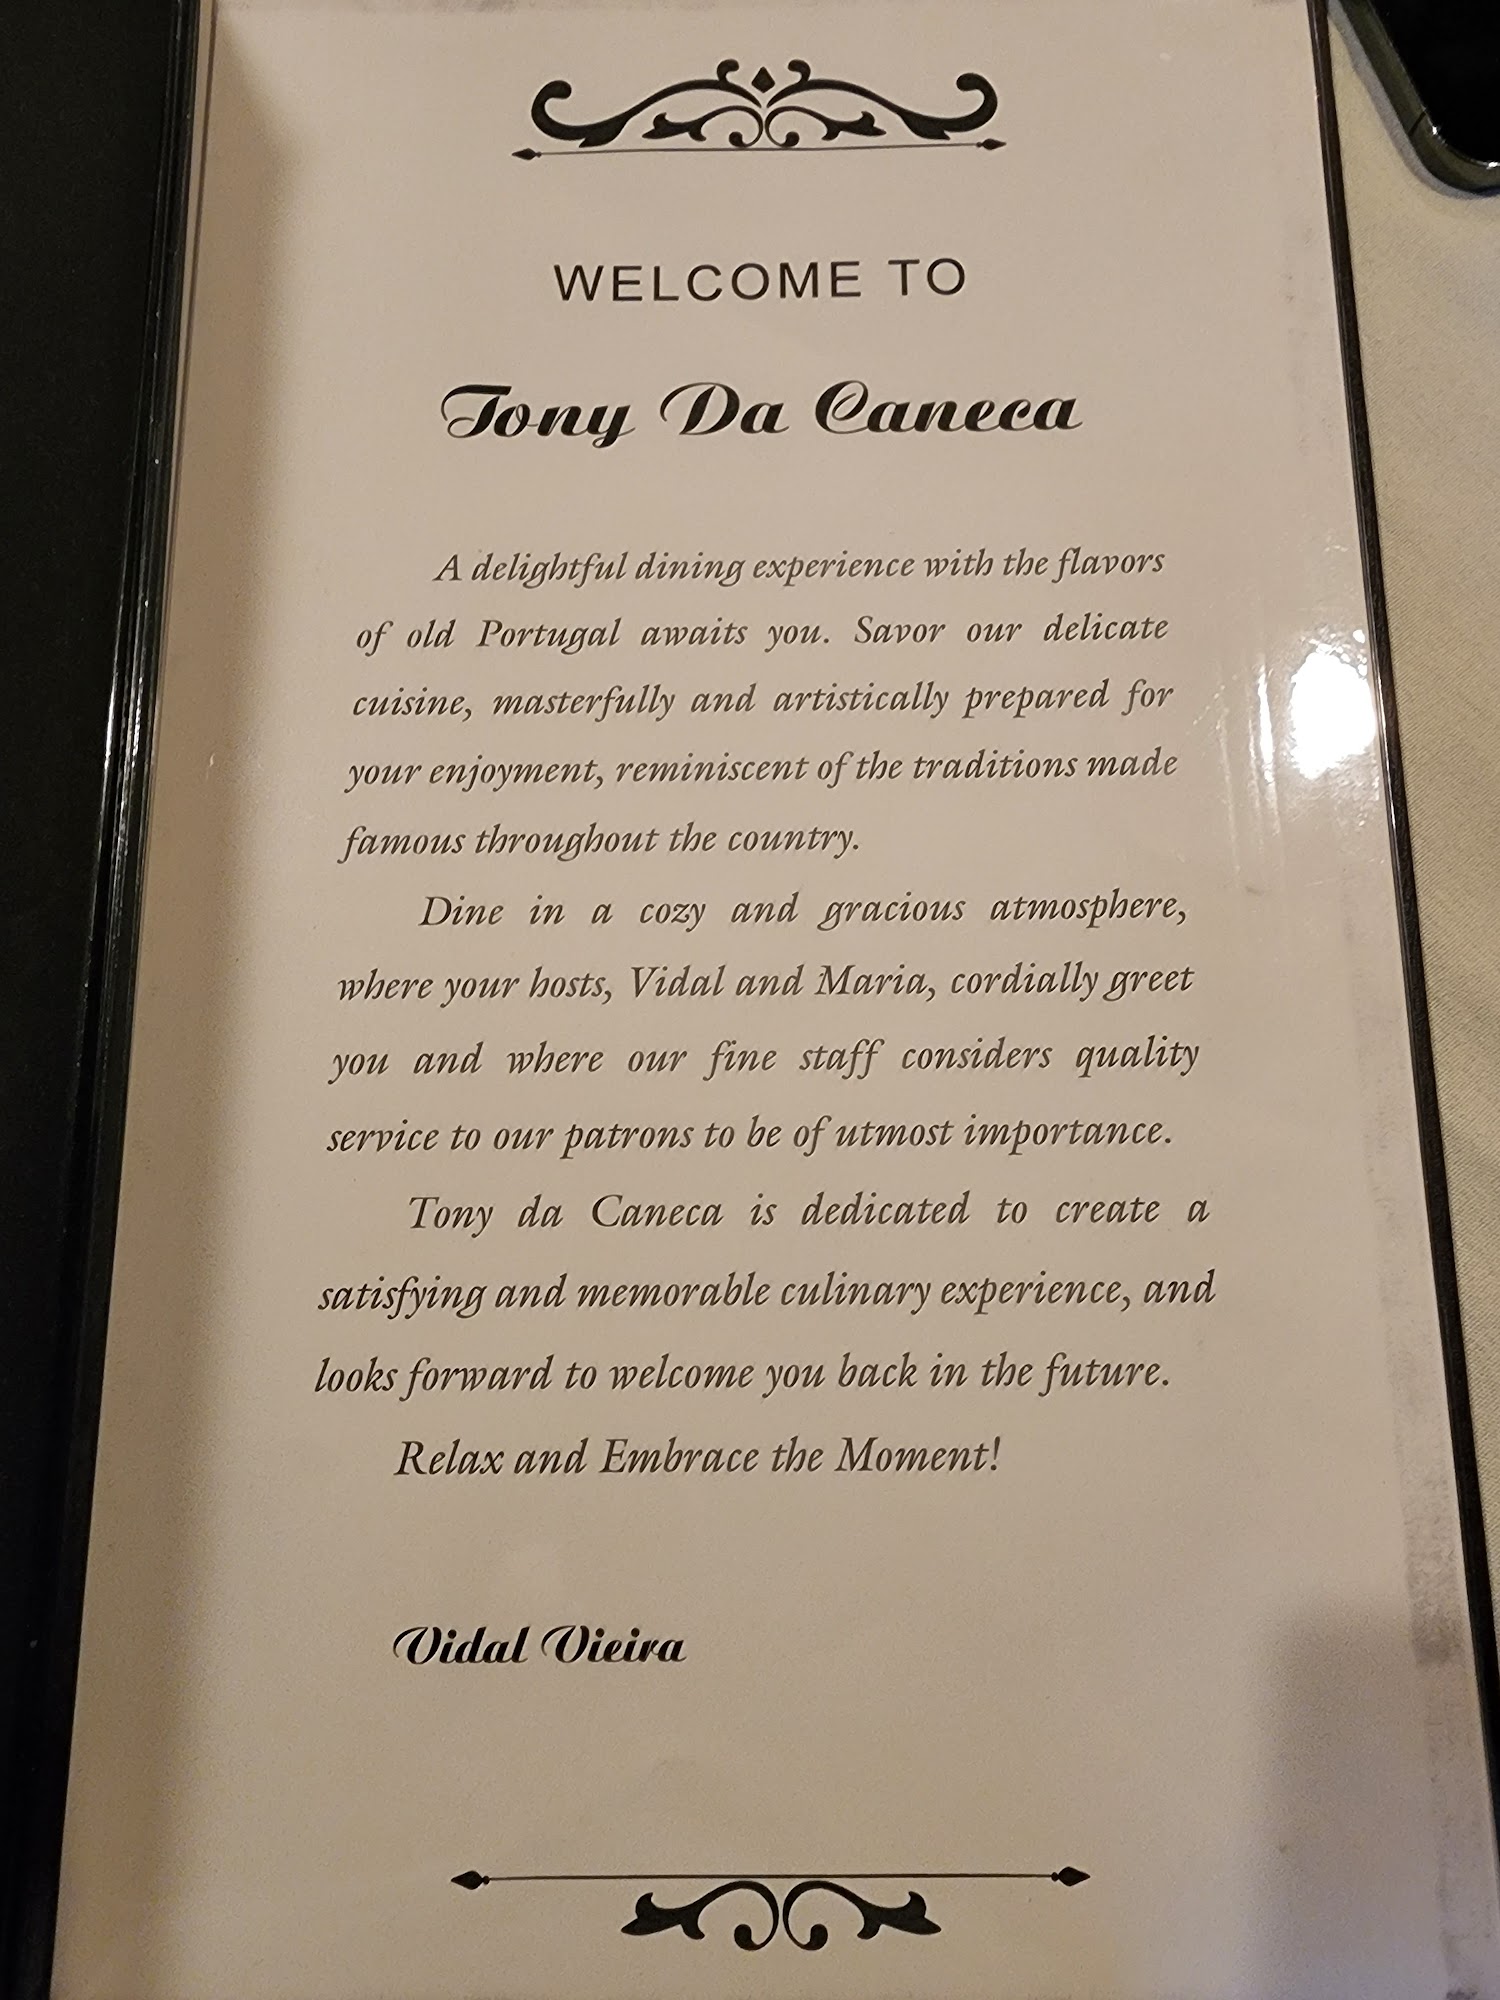 WELCOME TO
Tony Da Caneca
A delightful dining experience with the flavors
of old Portugal awaits you. Savor our delicate
cuisine, masterfully and artistically prepared for
your enjoyment, reminiscent of the traditions made
famous throughout the country.
Dine in a cozy and gracious atmosphere,
where your hosts, Vidal and Maria, cordially greet
you and where our fine staff considers quality
service to our patrons to be of utmost importance.
Tony da Caneca is dedicated to create a
satisfying and memorable culinary experience, and
looks forward to welcome you back in the future.
Relax and Embrace the Moment!
Vidal Vieira